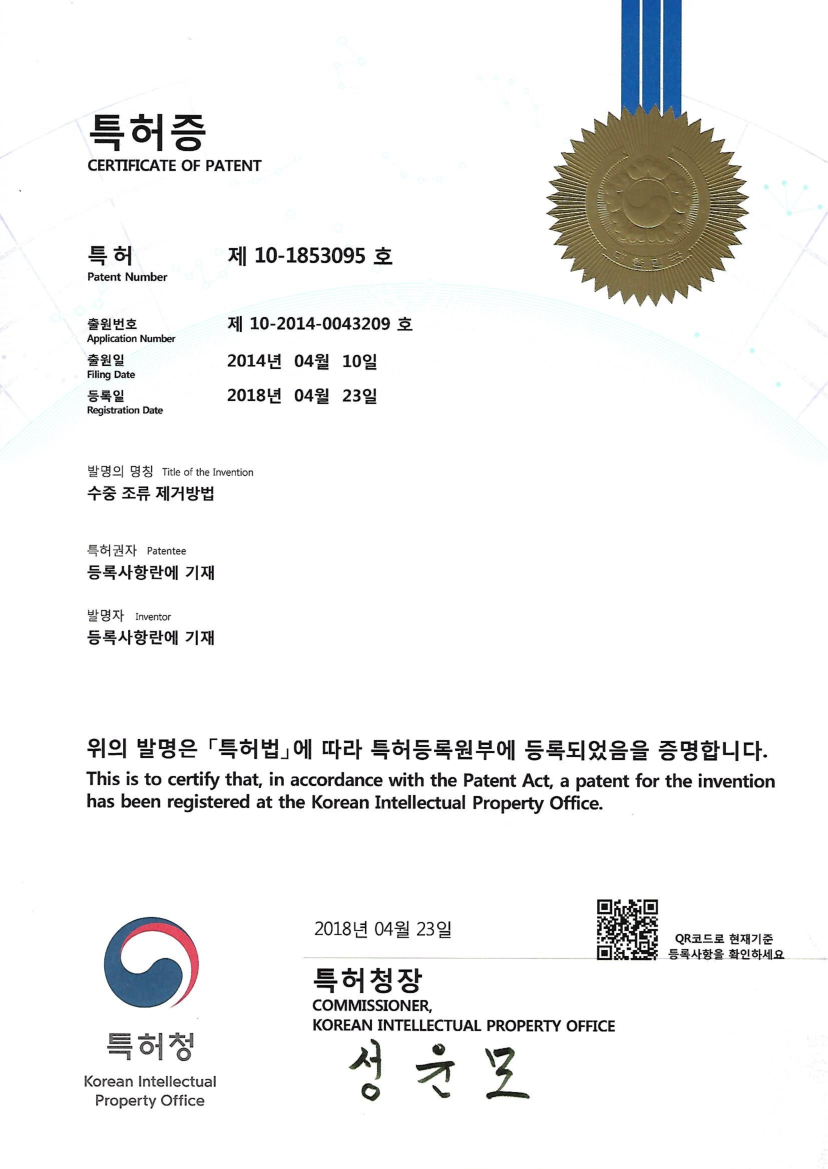 특허증
CERTIFICATE OF PATENT
특 허 제 10-1853095 호
Patent Number
출원번호 제 10-2014-0043209 호
Application Number
출원일 2014년 04월 10일
Filing Date
등록일 2018년 04월 23일
Registration Date
발명의 명칭 Title of the Invention
수중 조류 제거방법
특허권자 Patentee
등록사항란에 기재
발명자 Inventor
등록사항란에 기재
위의 발명은 「특허법」에 따라 특허등록원부에 등록되었음을 증명합니다.
This is to certify that, in accordance with the Patent Act, a patent for the invention
has been registered at the Korean Intellectual Property Office.
2018년 04월 23일
QR코드로 현재기준
등록사항을 확인하세요
특허청장
COMMISSIONER,
KOREAN INTELLECTUAL PROPERTY OFFICE
성 윤 모
특허청
Korean Intellectual
Property Office
대한민국